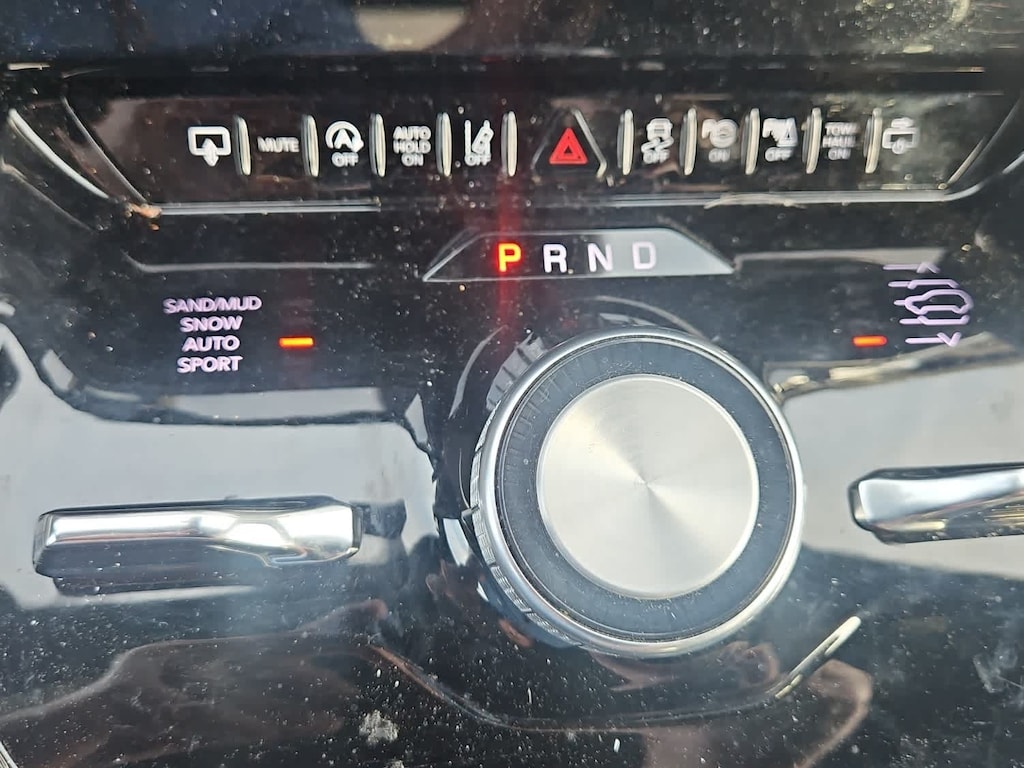 MUTE
OFF
AUTO
HOLD
ON
OFF
OFF
ON
OFF
TOW/
HAUL
ON
P R N D
SAND/MUD
SNOW
AUTO
SPORT